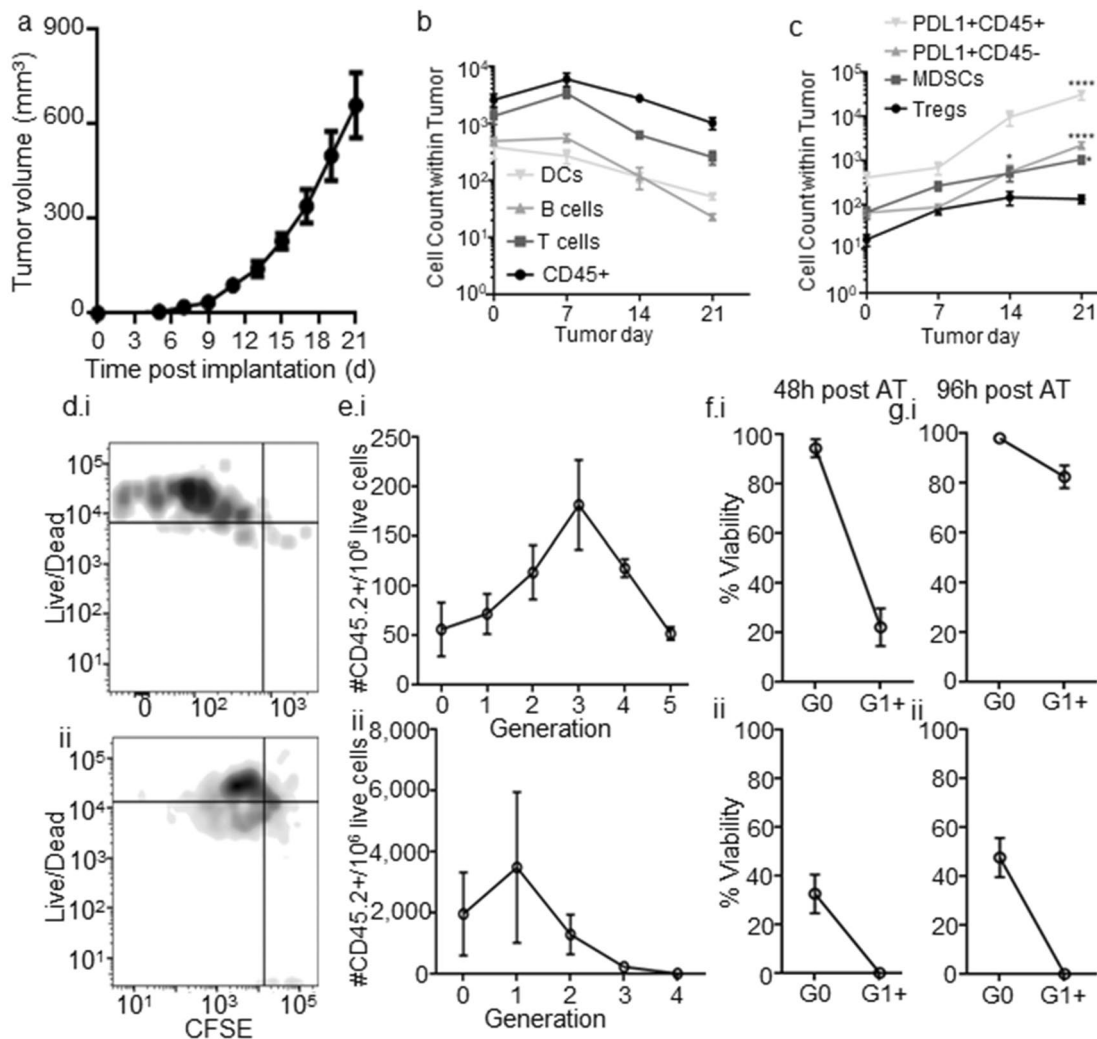 a
900
600
300
0
Tumor volume (mm³)
0 3 6 9 12 15 18 21
Time post implantation (d)
b
10⁴
10³
10²
10¹
10⁰
Cell Count within Tumor
DCs
B cells
T cells
CD45+
0 7 14 21
Tumor day
c
PDL1+CD45+
PDL1+CD45-
MDSCs
Tregs
10⁵
10⁴
10³
10²
10¹
10⁰
Cell Count within Tumor
****
****
*
*
0 7 14 21
Tumor day
d.i
10⁵
10⁴
10³
10²
10¹
Live/Dead
0 10² 10³
ii
10⁵
10⁴
10³
10²
10¹
Live/Dead
10¹ 10³ 10⁵
CFSE
e.i
250
200
150
100
50
0
#CD45.2+/10⁶ live cells
0 1 2 3 4 5
Generation
ii
8,000
6,000
4,000
2,000
0
#CD45.2+/10⁶ live cells
0 1 2 3 4
Generation
48h post AT
f.i
100
80
60
40
20
0
% Viability
G0 G1+
ii
100
80
60
40
20
0
% Viability
G0 G1+
96h post AT
g.i
100
80
60
40
20
0
G0 G1+
ii
100
80
60
40
20
0
G0 G1+